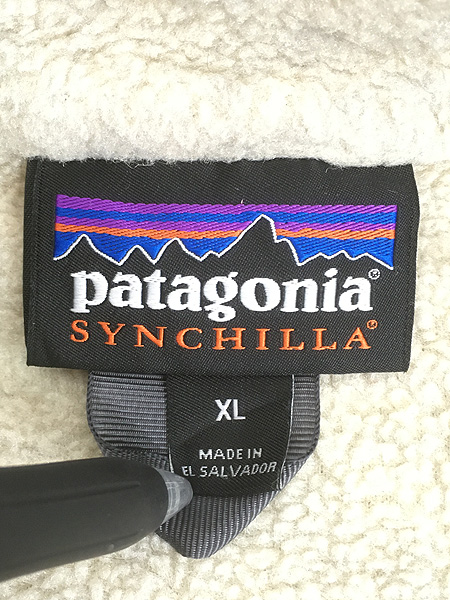 patagonia®
SYNCHILLA®
XL
MADE IN
EL SALVADOR